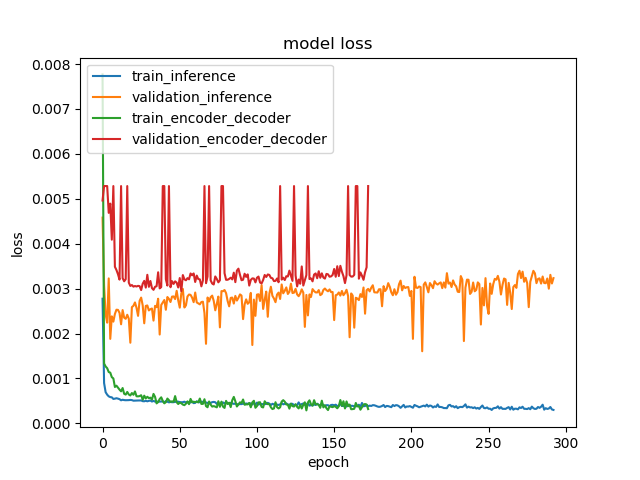 model loss
train_inference
validation_inference
train_encoder_decoder
validation_encoder_decoder
0.008
0.007
0.006
0.005
0.004
0.003
0.002
0.001
0.000
loss
0 50 100 150 200 250 300
epoch